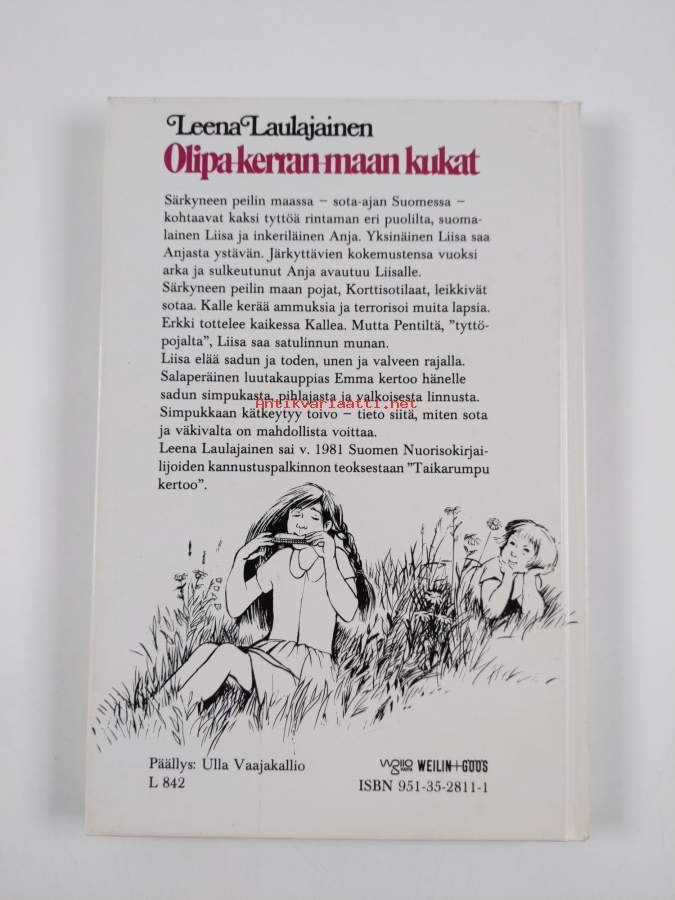 Leena Laulajainen
Olipa-kerran-maan kukat
Särkyneen peilin maassa – sota-ajan Suomessa –
kohtaavat kaksi tyttöä rintaman eri puolilta, suoma-
lainen Liisa ja inkeriläinen Anja. Yksinäinen Liisa saa
Anjasta ystävän. Järkyttävien kokemustensa vuoksi
arka ja sulkeutunut Anja avautuu Liisalle.
Särkyneen peilin maan pojat, Korttisotilaat, leikkivät
sotaa. Kalle kerää ammuksia ja terrorisoi muita lapsia.
Erkki tottelee kaikessa Kallea. Mutta Pentiltä, ”tyttö-
pojalta”, Liisa saa satulinnun munan.
Liisa elää sadun ja toden, unen ja valveen rajalla.
Salaperäinen luutakauppias Emma kertoo hänelle
sadun simpukasta, pihlajasta ja valkoisesta linnusta.
Antikvariaatti.net
Simpukkaan kätkeytyy toivo – tieto siitä, miten sota
ja väkivalta on mahdollista voittaa.
Leena Laulajainen sai v. 1981 Suomen Nuorisokirjai-
lijoiden kannustuspalkinnon teoksestaan ”Taikarumpu
kertoo”.
Päällys: Ulla Vaajakallio
L 842
WEILIN+GÖÖS
ISBN 951-35-2811-1